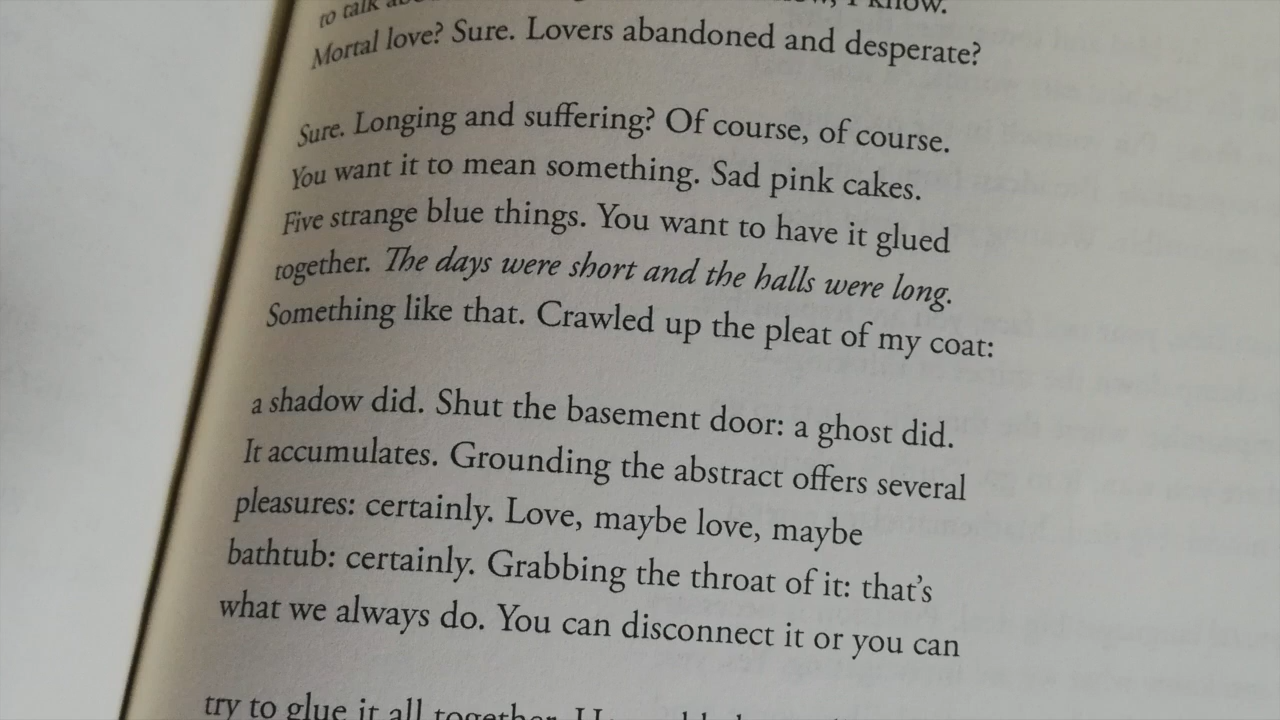 to talk I know.
Mortal love? Sure. Lovers abandoned and desperate?
Sure. Longing and suffering? Of course, of course.
You want it to mean something. Sad pink cakes.
Five strange blue things. You want to have it glued
together. The days were short and the halls were long.
Something like that. Crawled up the pleat of my coat:
a shadow did. Shut the basement door: a ghost did.
It accumulates. Grounding the abstract offers several
pleasures: certainly. Love, maybe love, maybe
bathtub: certainly. Grabbing the throat of it: that’s
what we always do. You can disconnect it or you can
try to glue it all together.